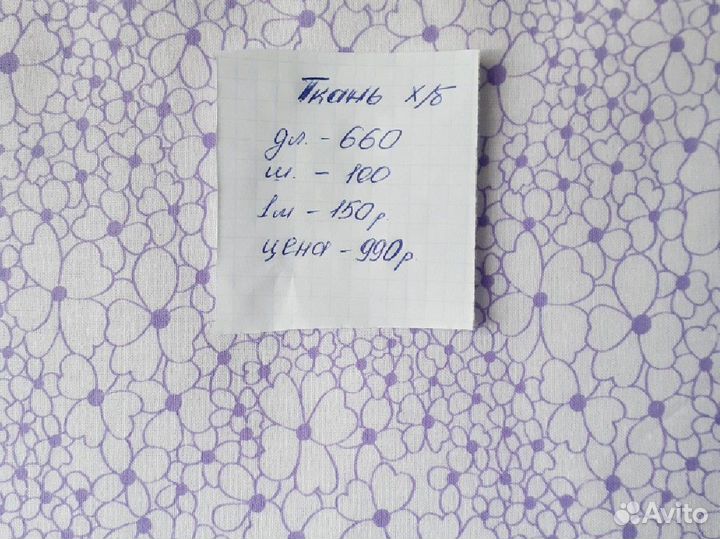 Ткань х/б
дл. - 660
ш. - 100
1м - 150р
цена - 990р
Avito